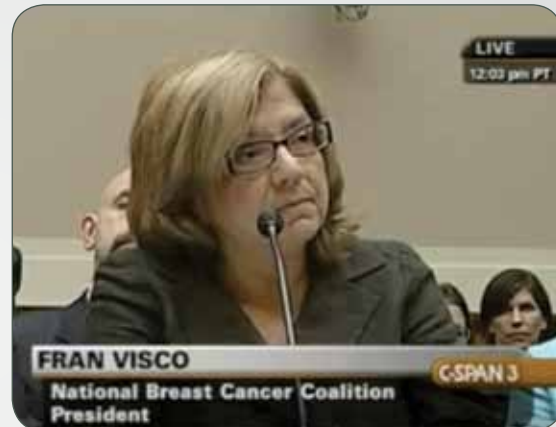 LIVE
12:03 pm PT
FRAN VISCO
C-SPAN 3
National Breast Cancer Coalition
President